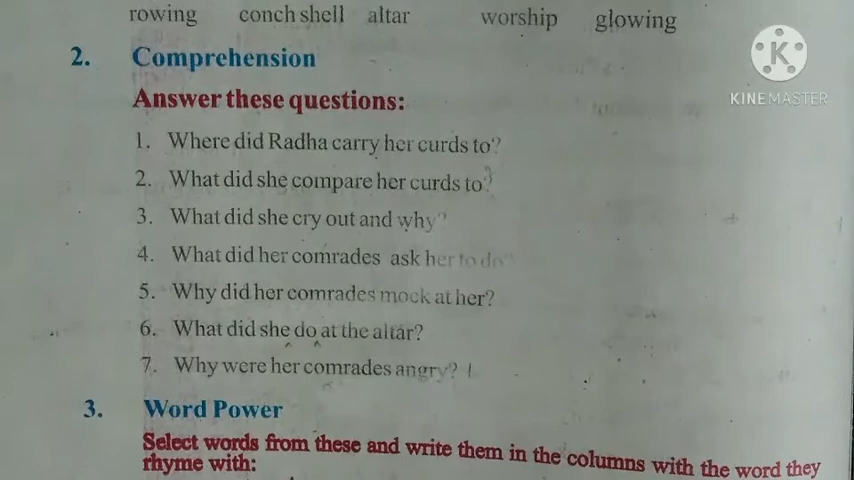 rowing conch shell altar worship glowing
K
KINEMASTER
2. Comprehension
Answer these questions:
1. Where did Radha carry her curds to?
2. What did she compare her curds to?
3. What did she cry out and why?
4. What did her comrades ask her to do?
5. Why did her comrades mock at her?
6. What did she do at the altar?
7. Why were her comrades angry?
3. Word Power
Select words from these and write them in the columns with the word they
rhyme with: